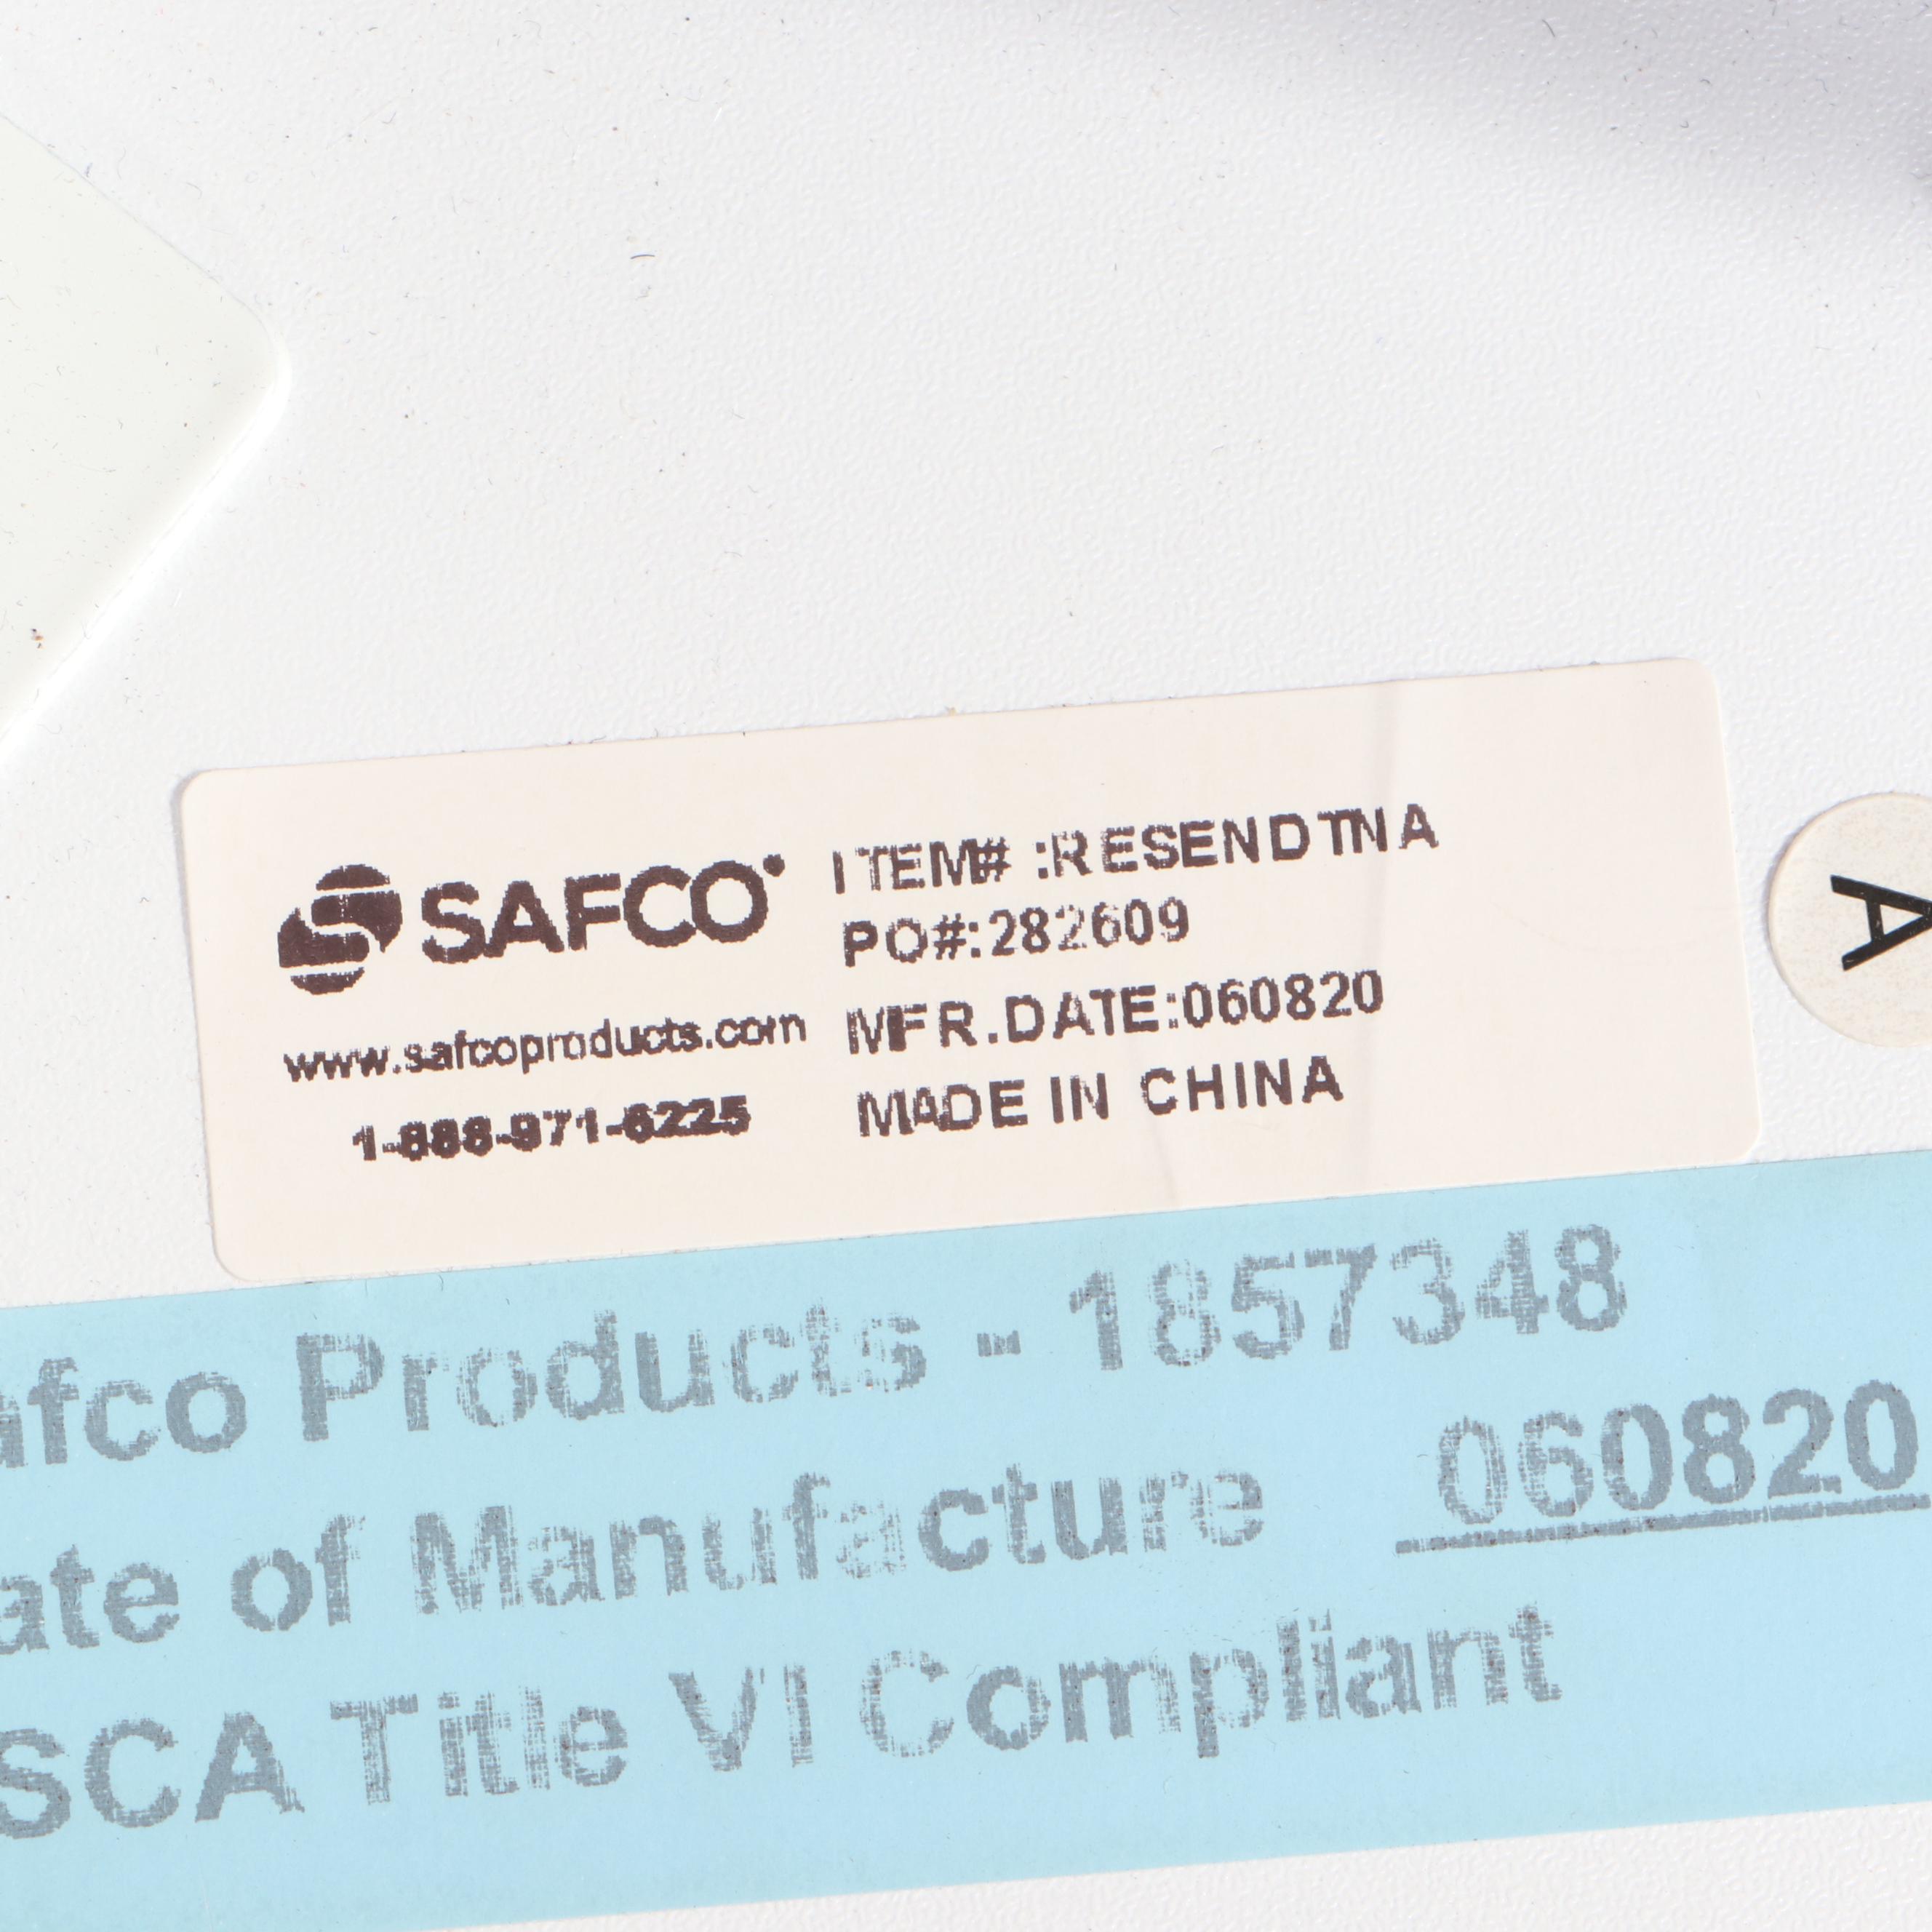 SAFCO
www.safcoproducts.com
1-888-971-6225
ITEM# :RESENDTNA
PO#:282609
MFR.DATE:060820
MADE IN CHINA
A
afco Products - 1857348
ate of Manufacture 060820
SCA Title VI Compliant